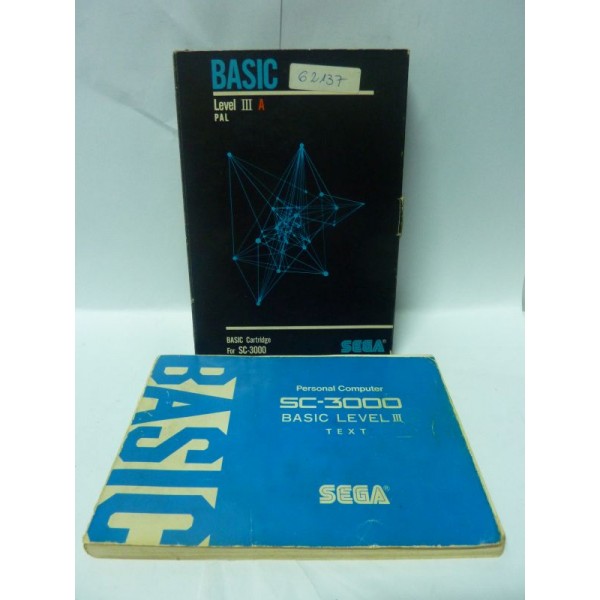 BASIC
62137
Level III A
PAL
BASIC Cartridge
For SC-3000
SEGA®
BASIC
Personal Computer
SC-3000
BASIC LEVEL III
TEXT
SEGA®